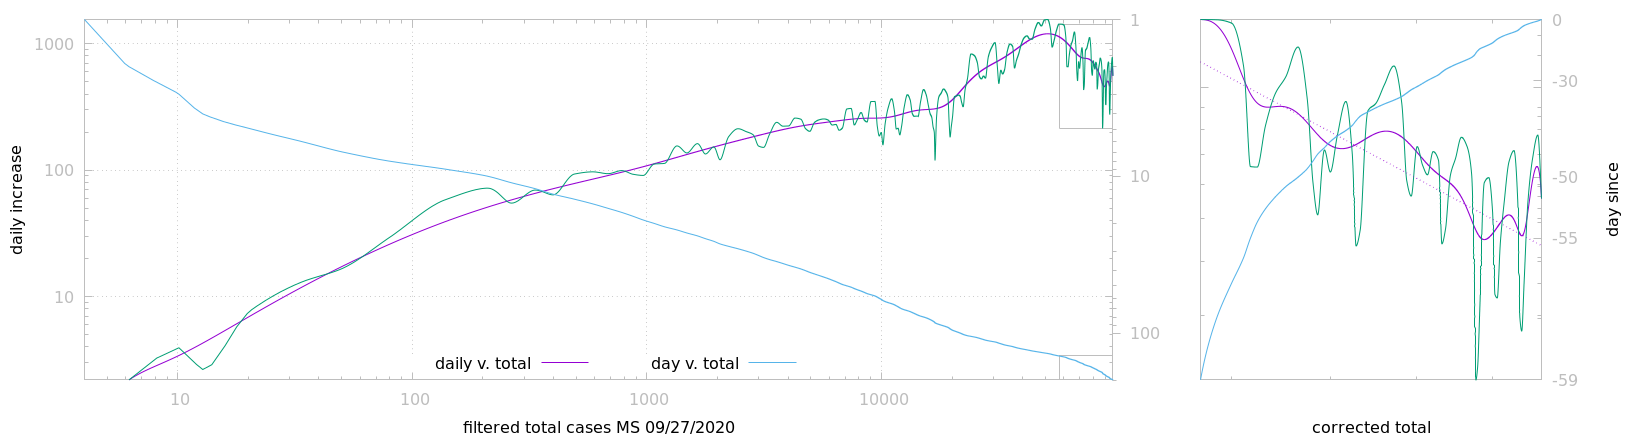 1000
100
10
daily increase
10
100
1000
10000
filtered total cases MS 09/27/2020
daily v. total
day v. total
1
10
100
0
-30
-50
-55
-59
day since
corrected total